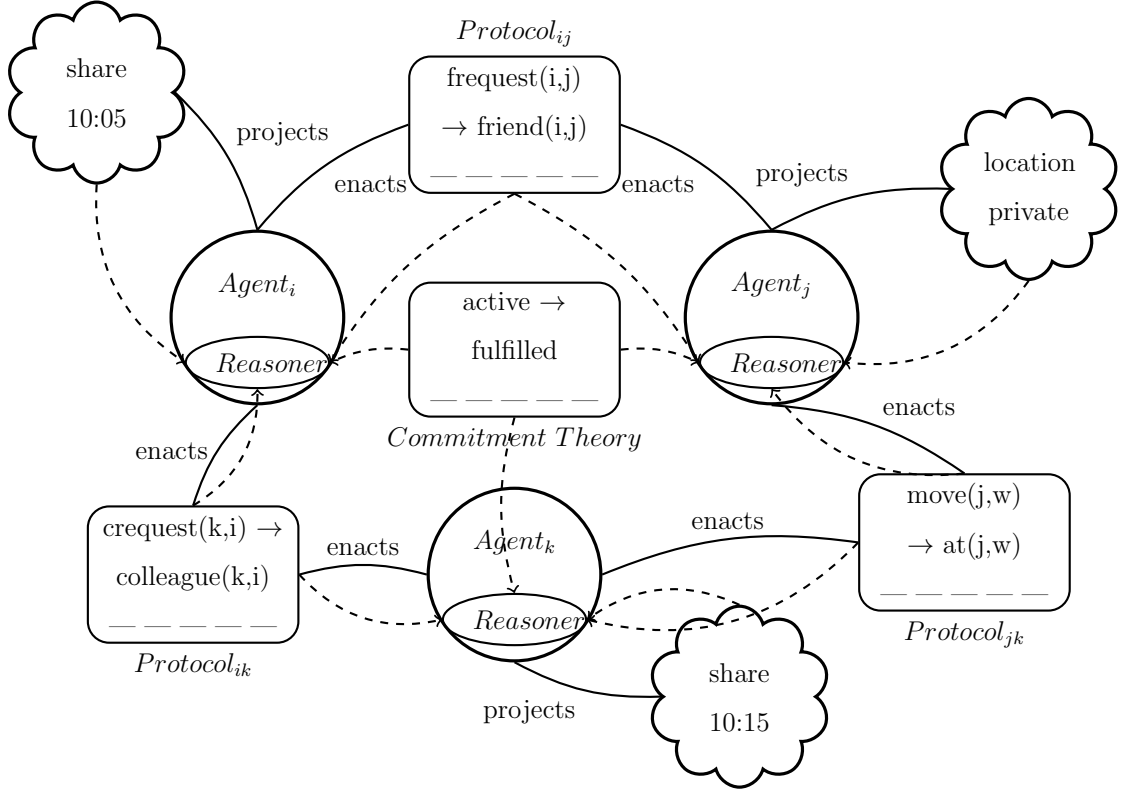 Protocol_ij
share
10:05
frequest(i,j)
→ friend(i,j)
_ _ _ _ _
projects
enacts
enacts
projects
location
private
Agent_i
Reasoner
active →
fulfilled
_ _ _ _ _
Commitment Theory
Agent_j
Reasoner
enacts
enacts
crequest(k,i) →
colleague(k,i)
_ _ _ _ _
Protocol_ik
enacts
Agent_k
Reasoner
enacts
move(j,w)
→ at(j,w)
_ _ _ _ _
Protocol_jk
projects
share
10:15